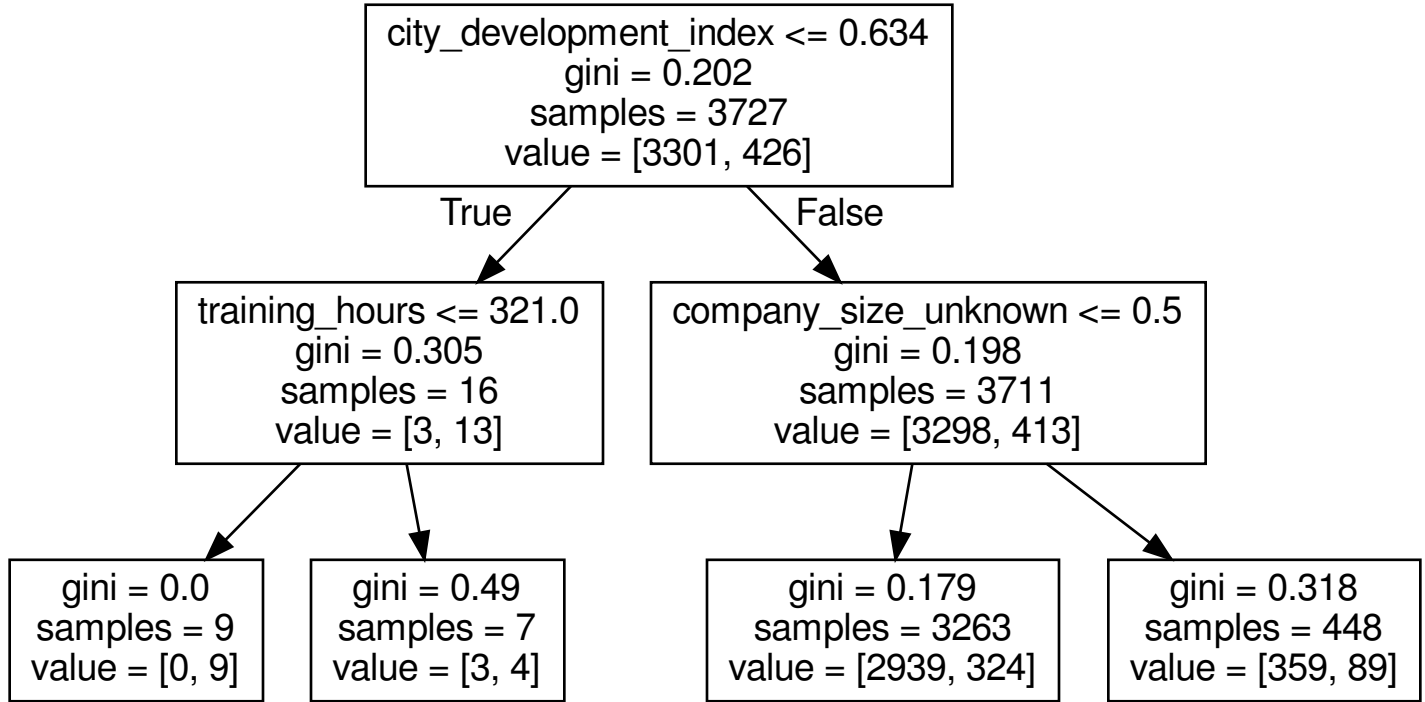 city_development_index <= 0.634
gini = 0.202
samples = 3727
value = [3301, 426]
True
False
training_hours <= 321.0
gini = 0.305
samples = 16
value = [3, 13]
company_size_unknown <= 0.5
gini = 0.198
samples = 3711
value = [3298, 413]
gini = 0.0
samples = 9
value = [0, 9]
gini = 0.49
samples = 7
value = [3, 4]
gini = 0.179
samples = 3263
value = [2939, 324]
gini = 0.318
samples = 448
value = [359, 89]